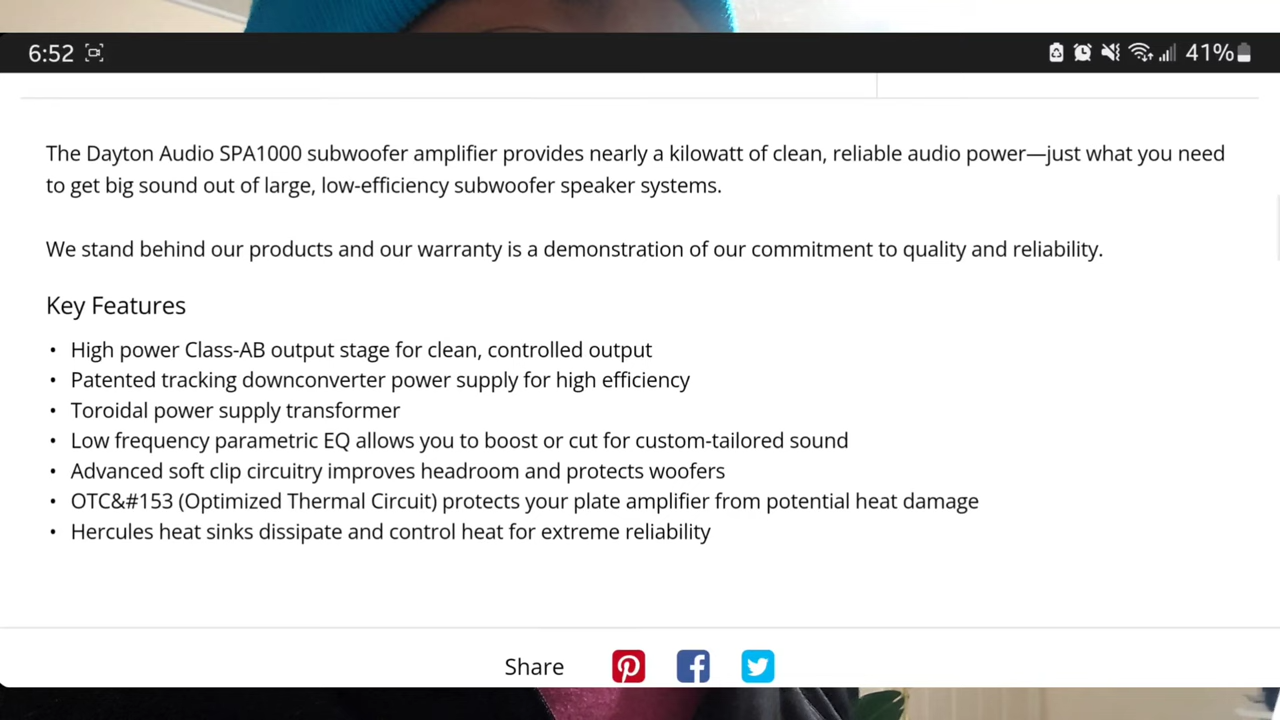 6:52 41%
The Dayton Audio SPA1000 subwoofer amplifier provides nearly a kilowatt of clean, reliable audio power—just what you need
to get big sound out of large, low-efficiency subwoofer speaker systems.
We stand behind our products and our warranty is a demonstration of our commitment to quality and reliability.
Key Features
• High power Class-AB output stage for clean, controlled output
• Patented tracking downconverter power supply for high efficiency
• Toroidal power supply transformer
• Low frequency parametric EQ allows you to boost or cut for custom-tailored sound
• Advanced soft clip circuitry improves headroom and protects woofers
• OTC&#153 (Optimized Thermal Circuit) protects your plate amplifier from potential heat damage
• Hercules heat sinks dissipate and control heat for extreme reliability
Share